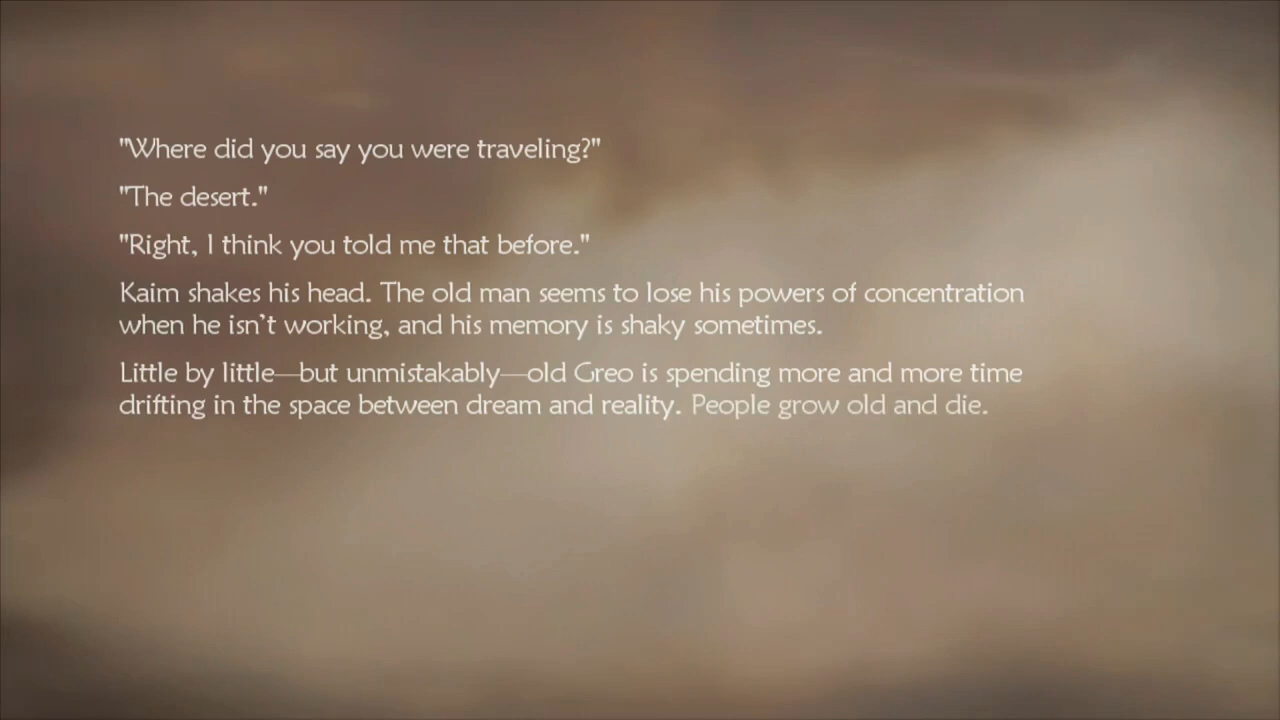 "Where did you say you were traveling?"
"The desert."
"Right, I think you told me that before."
Kaim shakes his head. The old man seems to lose his powers of concentration
when he isn't working, and his memory is shaky sometimes.
Little by little—but unmistakably—old Greo is spending more and more time
drifting in the space between dream and reality. People grow old and die.